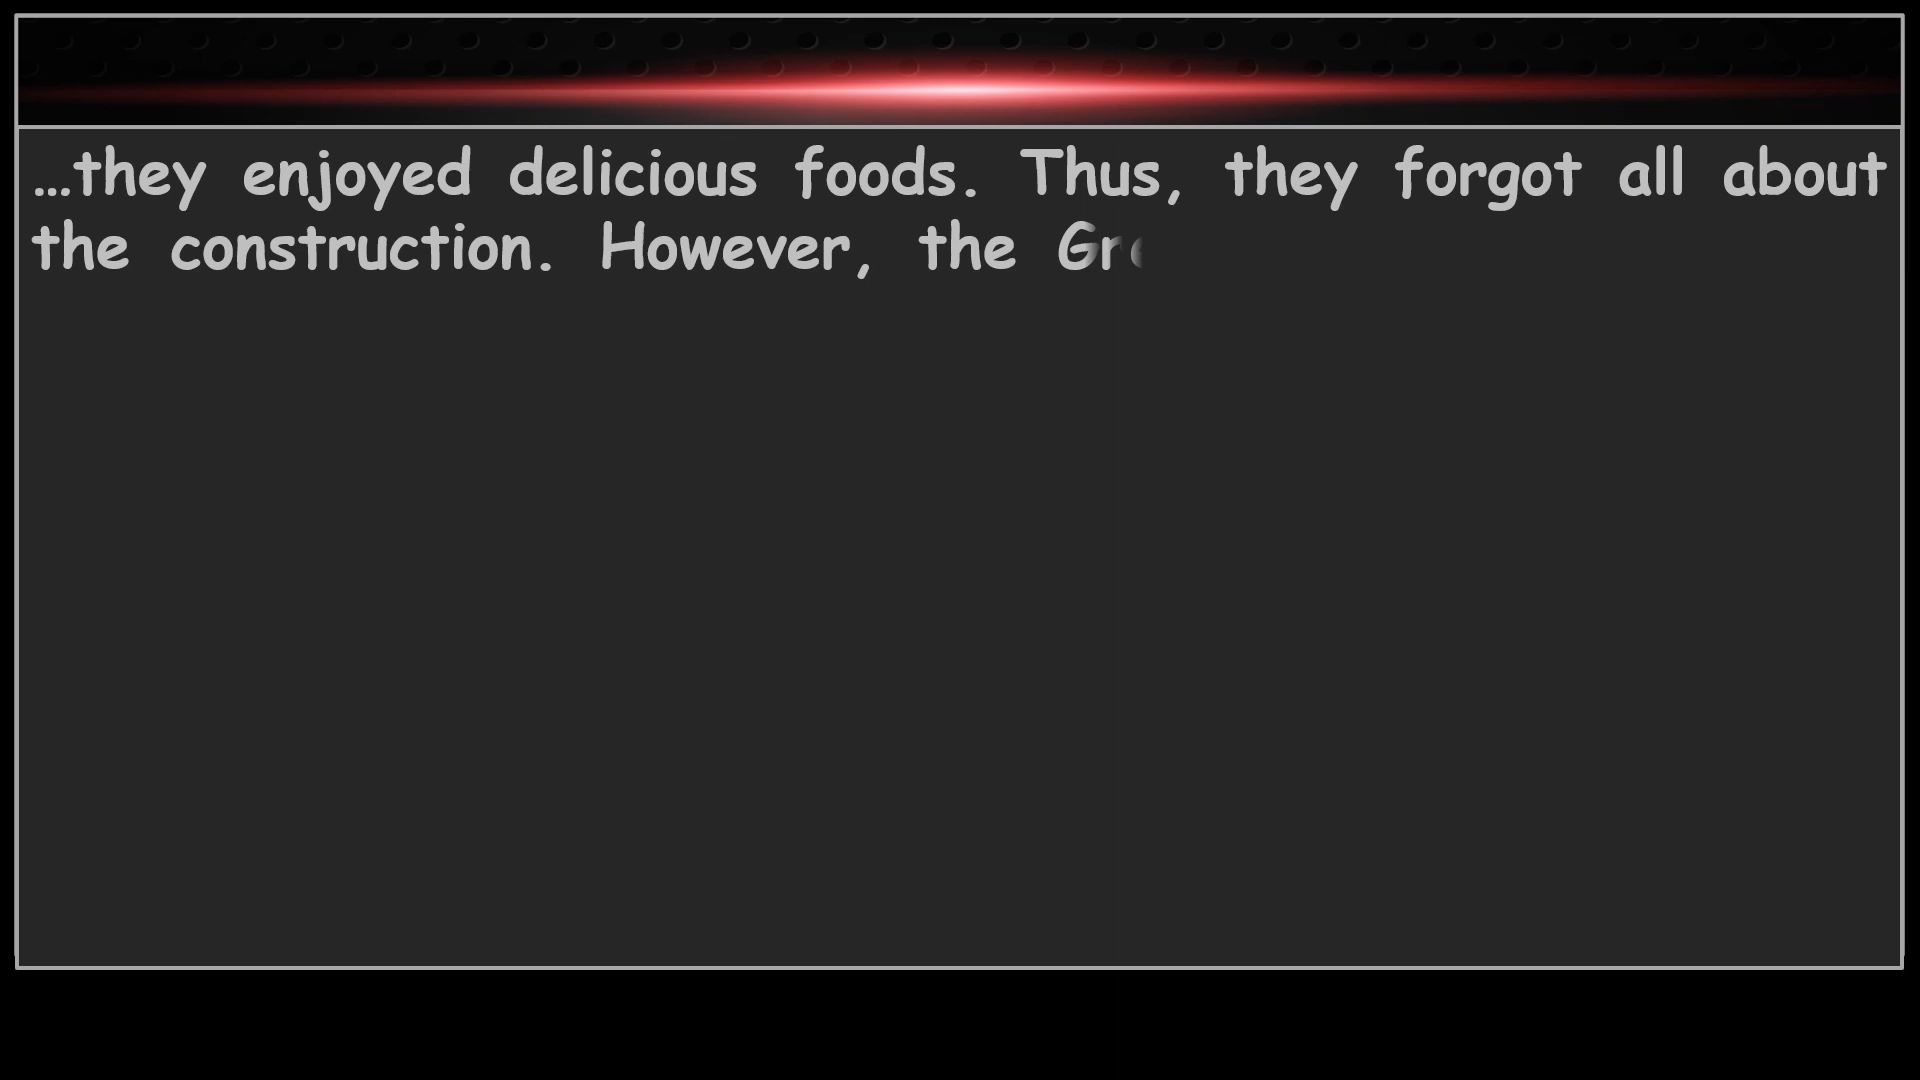 …they enjoyed delicious foods. Thus, they forgot all about
the construction. However, the